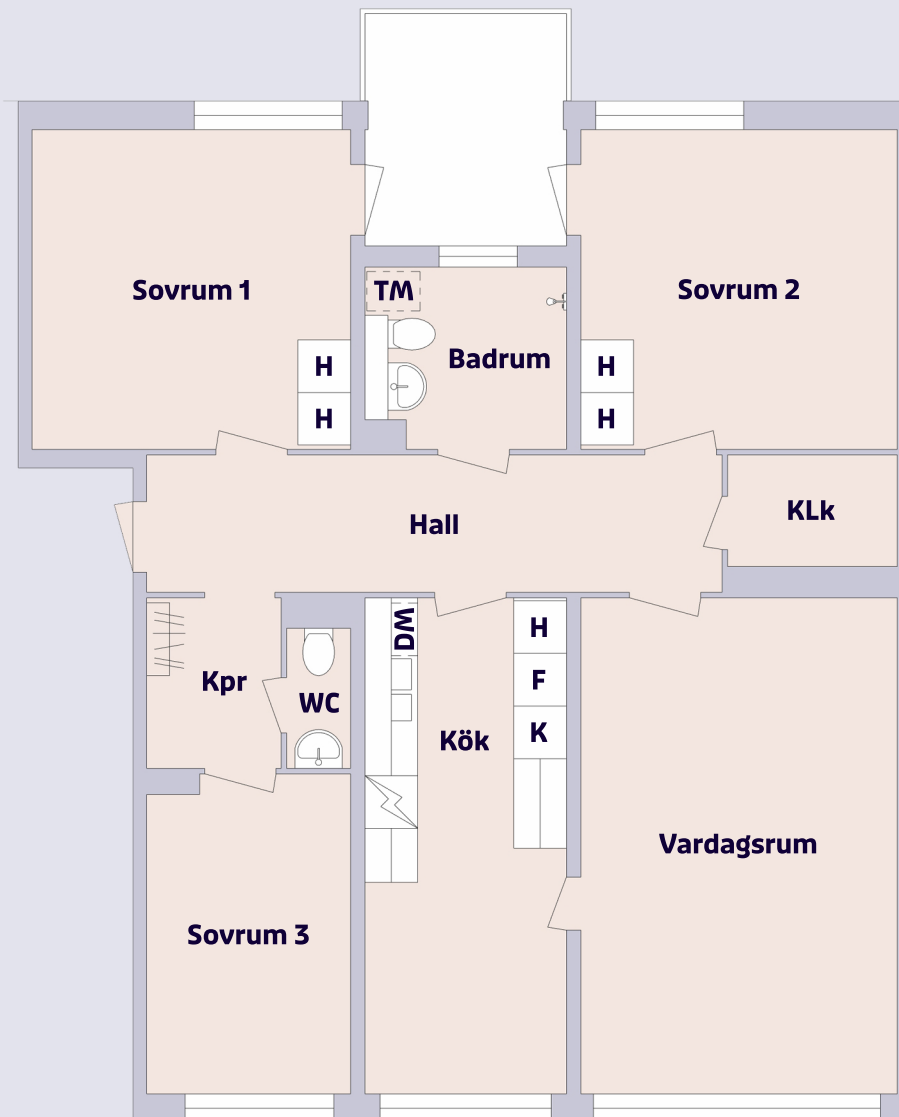 Sovrum 1
TM
Sovrum 2
Badrum
H
H
H
H
Hall
KLk
DM
H
Kpr
F
WC
K
Kök
Vardagsrum
Sovrum 3